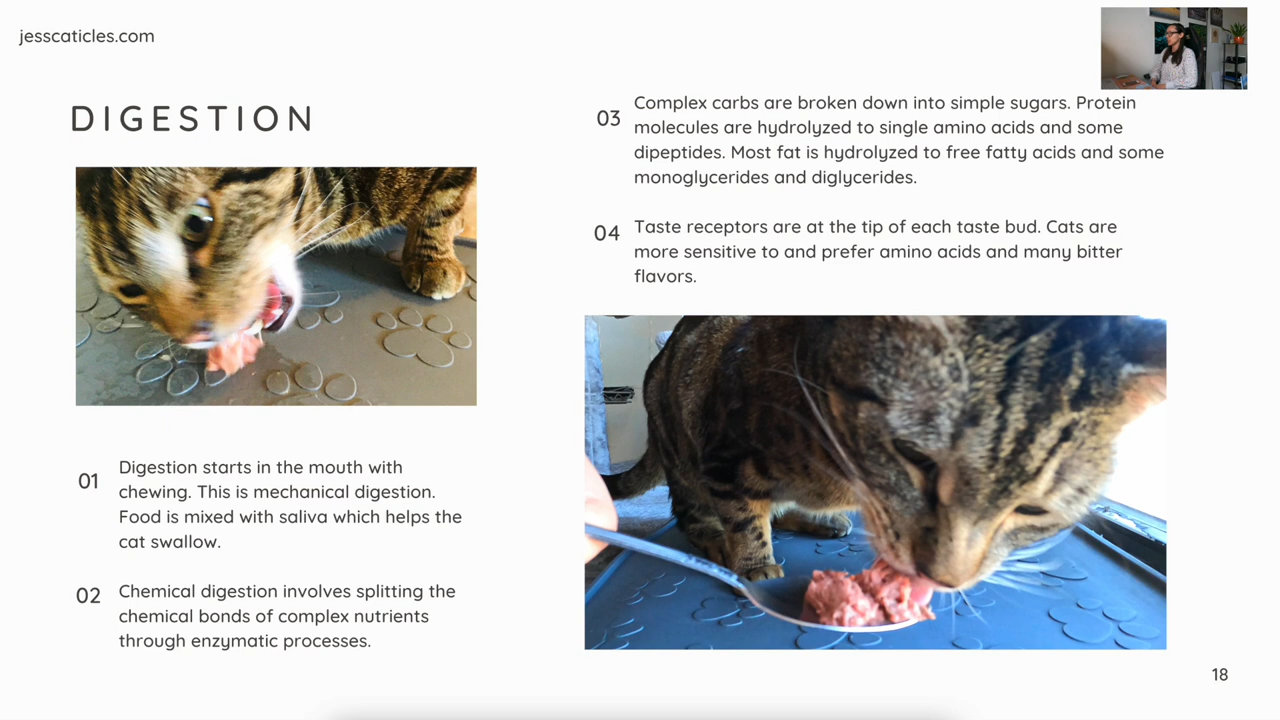 jesscaticles.com
DIGESTION
01
Digestion starts in the mouth with
chewing. This is mechanical digestion.
Food is mixed with saliva which helps the
cat swallow.
02
Chemical digestion involves splitting the
chemical bonds of complex nutrients
through enzymatic processes.
03
Complex carbs are broken down into simple sugars. Protein
molecules are hydrolyzed to single amino acids and some
dipeptides. Most fat is hydrolyzed to free fatty acids and some
monoglycerides and diglycerides.
04
Taste receptors are at the tip of each taste bud. Cats are
more sensitive to and prefer amino acids and many bitter
flavors.
18